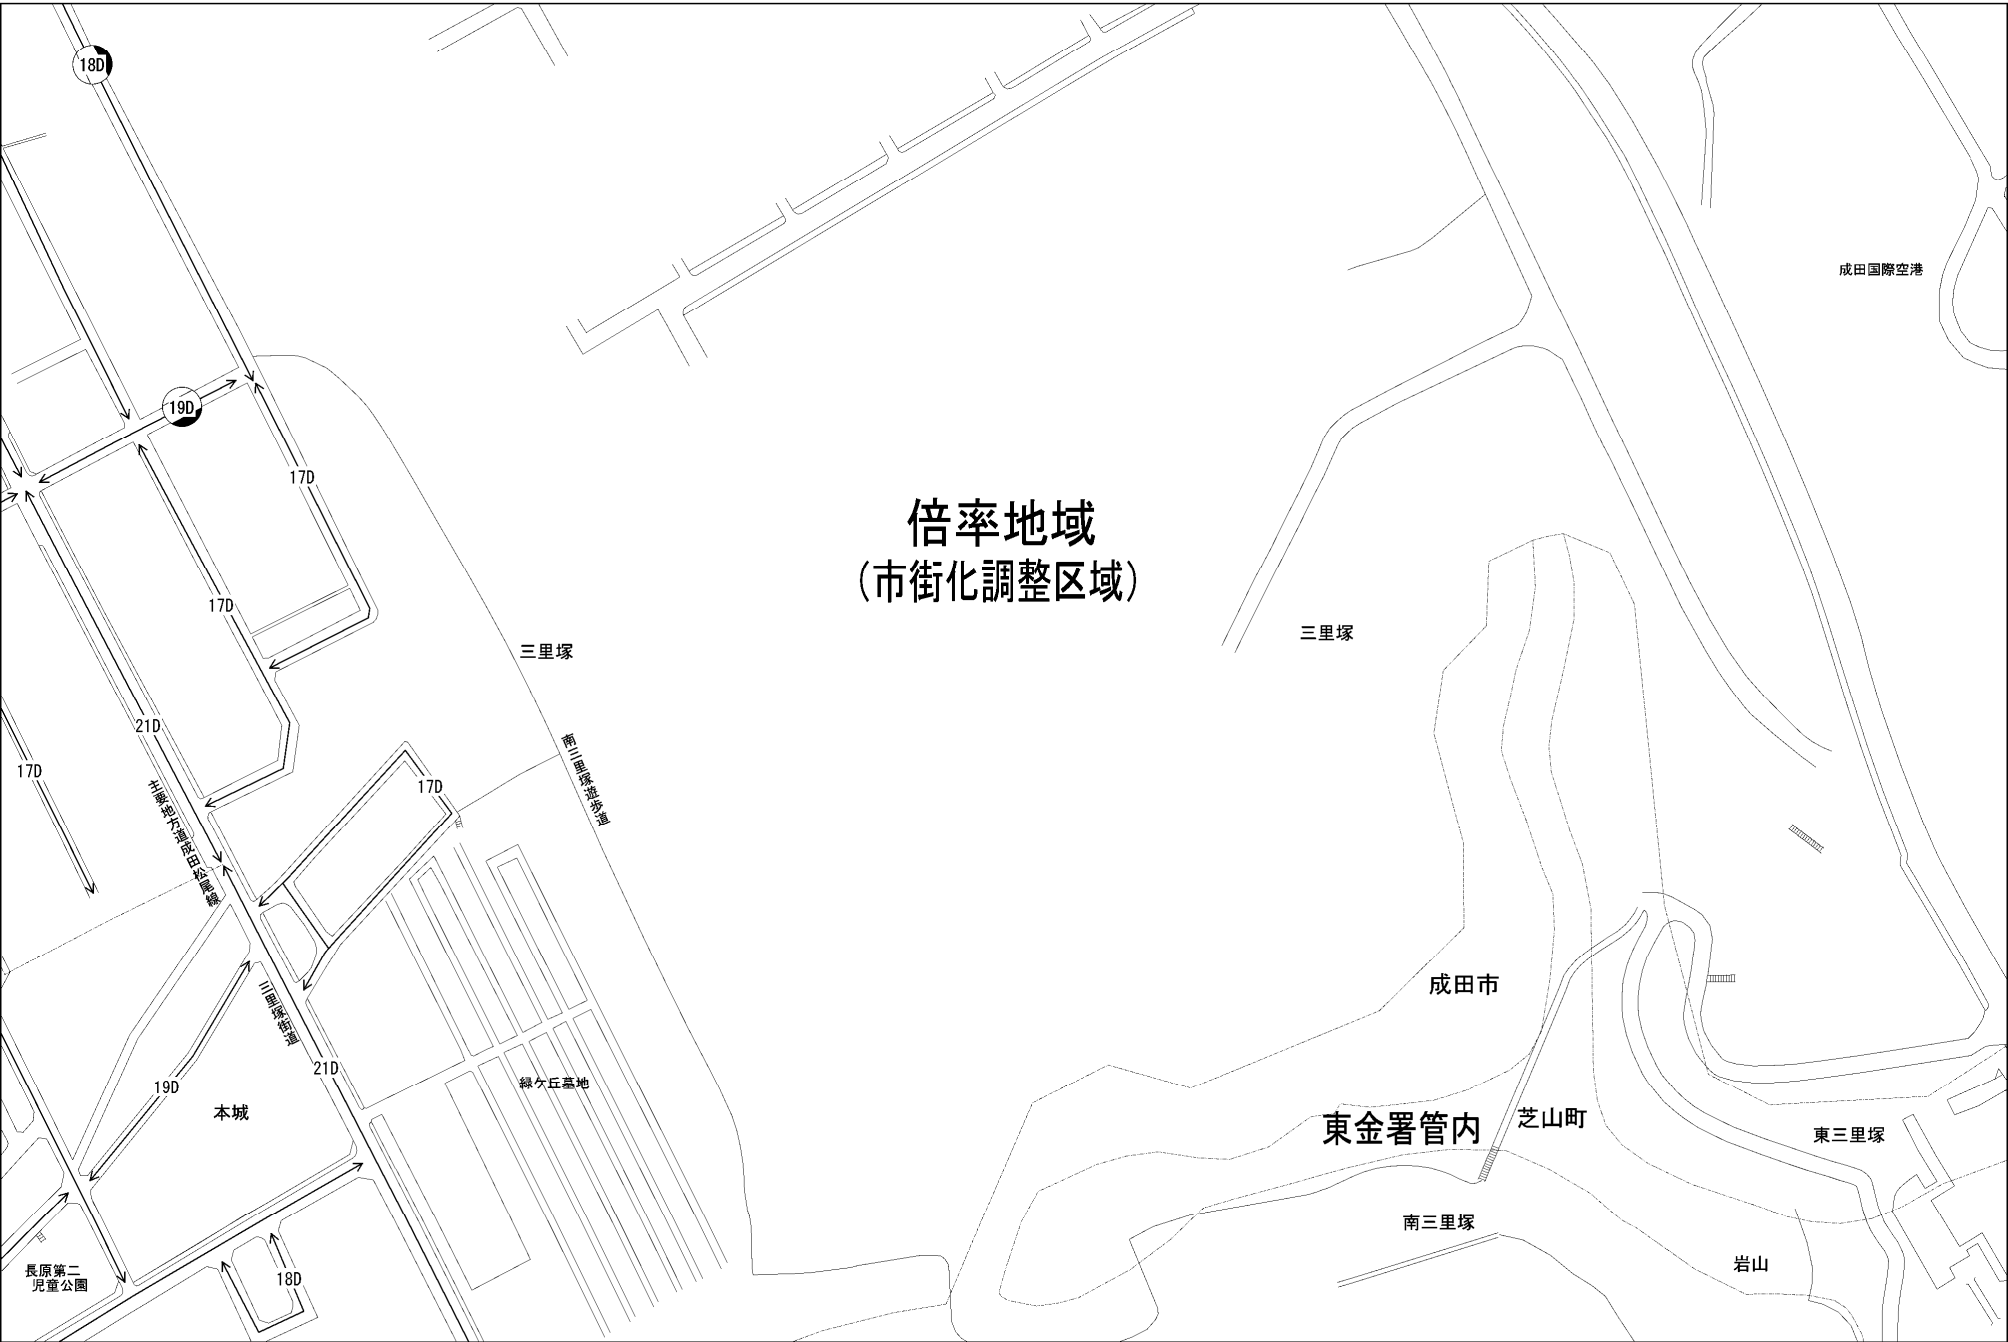 18D
成田国際空港
19D
17D
倍率地域
（市街化調整区域）
17D
三里塚
三里塚
21D
南三里塚遊歩道
17D
17D
主要地方道成田松尾線
成田市
三里塚街道
21D
緑ケ丘墓地
19D
本城
東金署管内
芝山町
東三里塚
南三里塚
岩山
長原第二
児童公園
18D